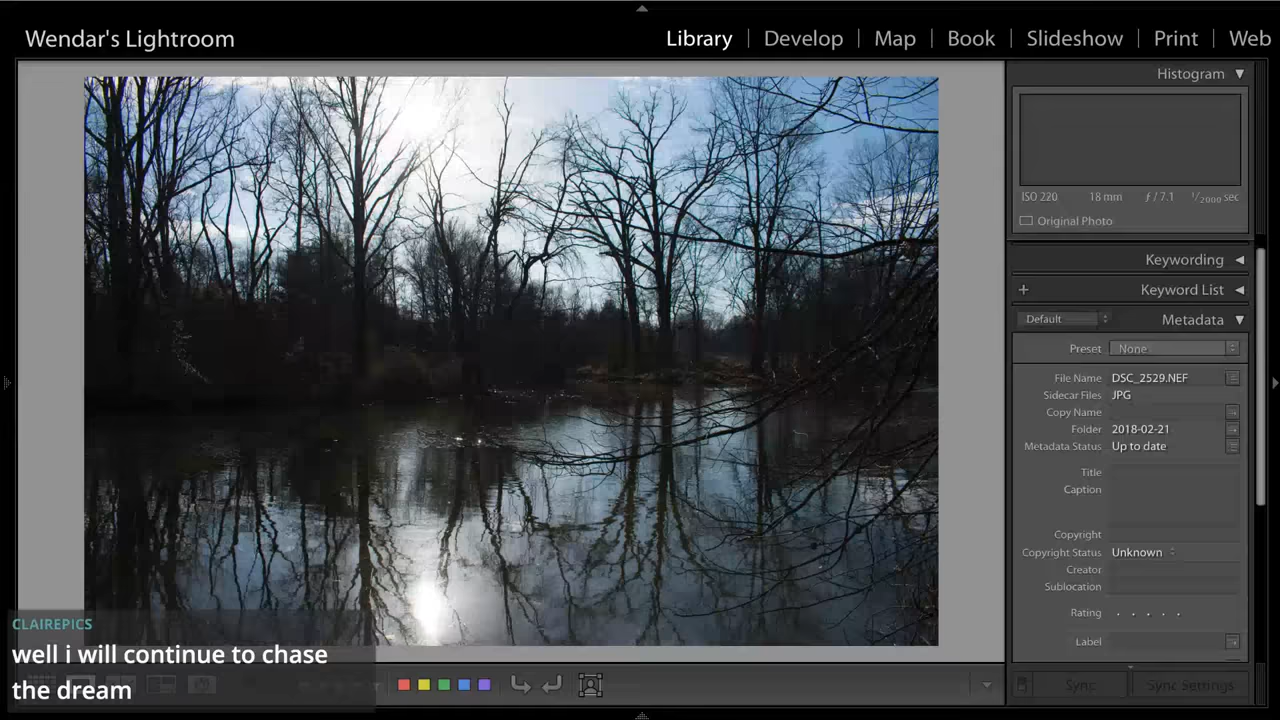 Wendar's Lightroom
Library | Develop | Map | Book | Slideshow | Print | Web
Histogram
ISO 220 18 mm ƒ / 7.1 1/2000 sec
Original Photo
Keywording
+ Keyword List
Default Metadata
Preset None
File Name DSC_2529.NEF
Sidecar Files JPG
Copy Name
Folder 2018-02-21
Metadata Status Up to date
Title
Caption
Copyright
Copyright Status Unknown
Creator
Sublocation
Rating . . . . .
Label
Sync Sync Settings
CLAIREPICS
well i will continue to chase
the dream